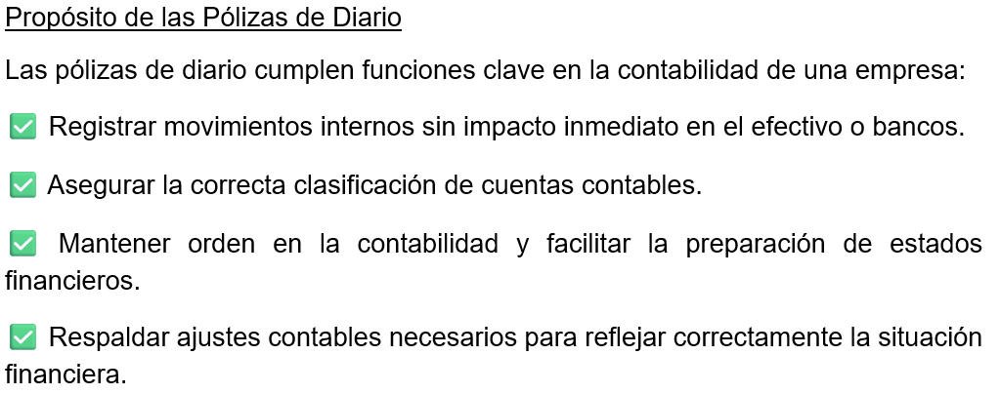 Propósito de las Pólizas de Diario
Las pólizas de diario cumplen funciones clave en la contabilidad de una empresa:
✅ Registrar movimientos internos sin impacto inmediato en el efectivo o bancos.
✅ Asegurar la correcta clasificación de cuentas contables.
✅ Mantener orden en la contabilidad y facilitar la preparación de estados
financieros.
✅ Respaldar ajustes contables necesarios para reflejar correctamente la situación
financiera.